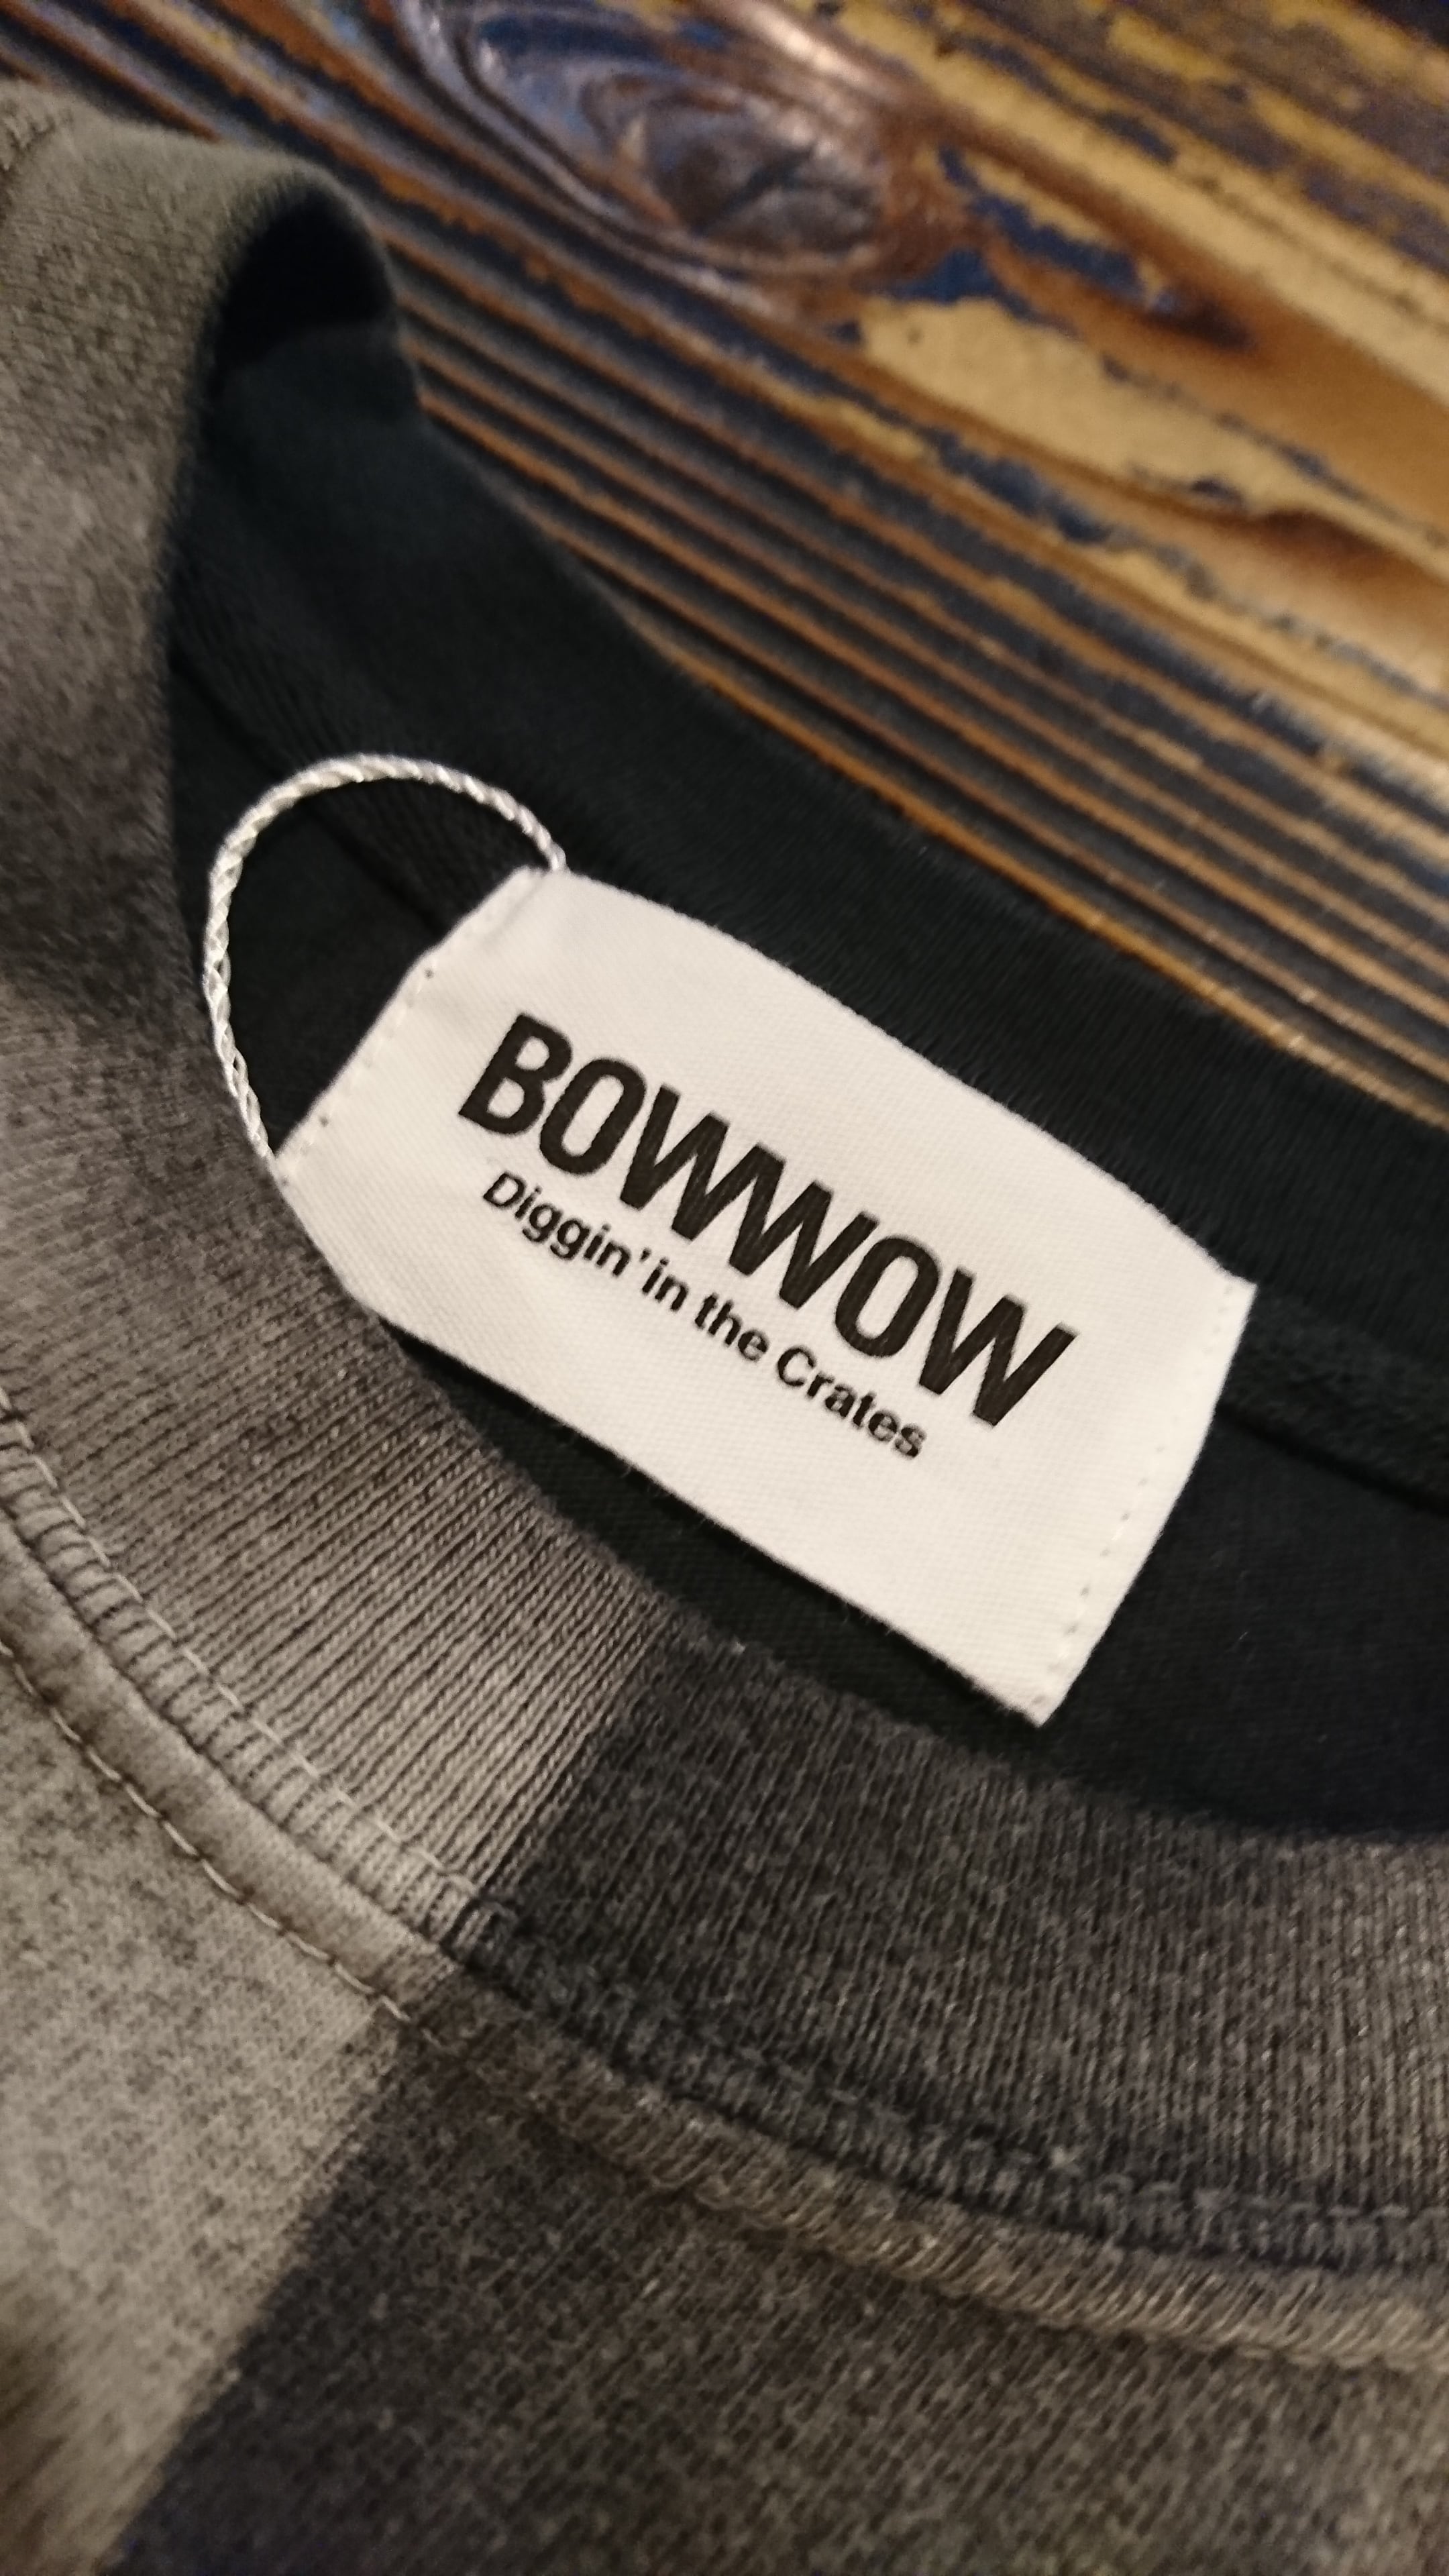 BOWWOW
Diggin' in the Crates